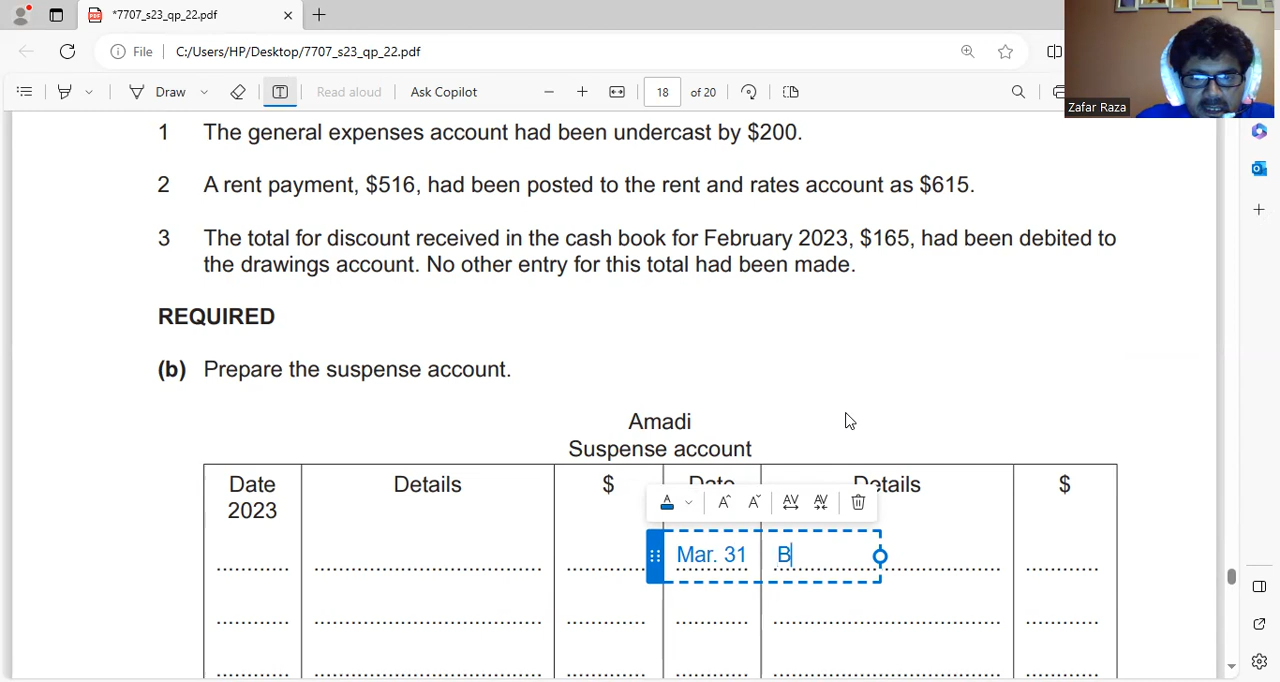 *7707_s23_qp_22.pdf
File
C:/Users/HP/Desktop/7707_s23_qp_22.pdf
Zafar Raza
Draw
Read aloud
Ask Copilot
18
of 20
1 The general expenses account had been undercast by $200.
2 A rent payment, $516, had been posted to the rent and rates account as $615.
3 The total for discount received in the cash book for February 2023, $165, had been debited to
the drawings account. No other entry for this total had been made.
REQUIRED
(b) Prepare the suspense account.
Amadi
Suspense account
Date Details $ Date Details $
2023
Mar. 31 B